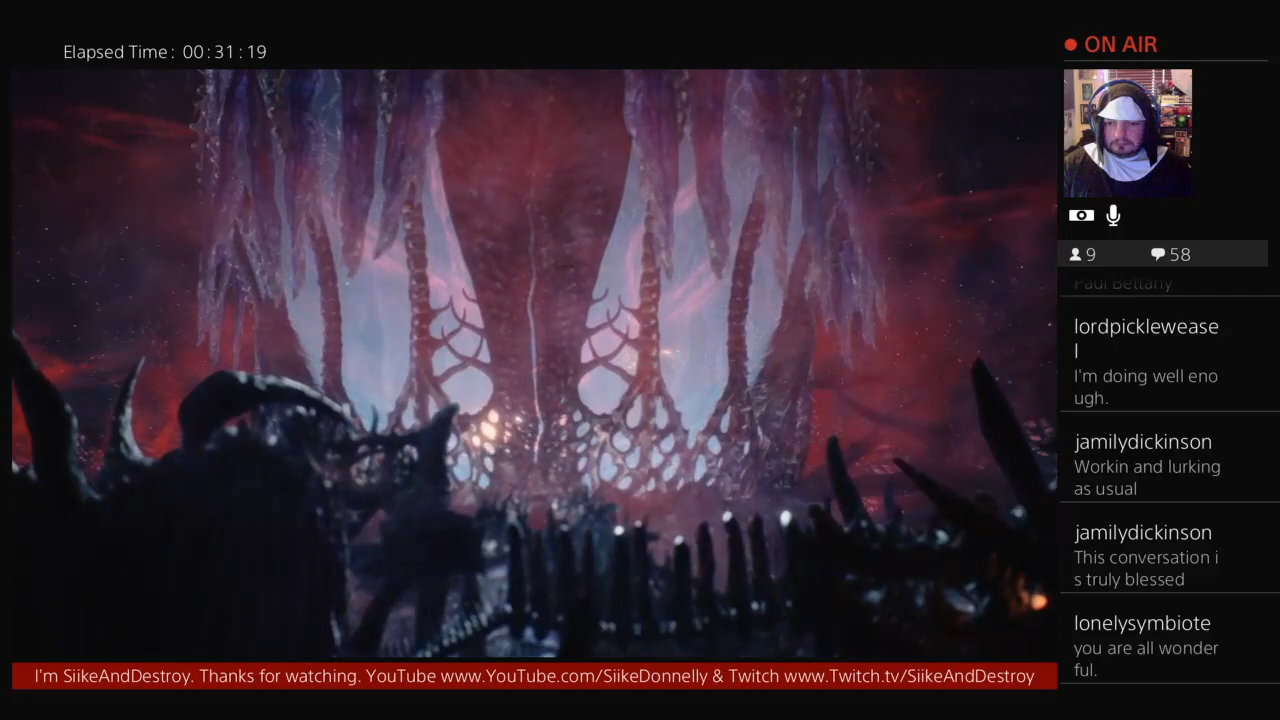 Elapsed Time: 00:31:19
ON AIR
9 58
Paul Bettany
lordpicklewease
l
I'm doing well eno
ugh.
jamilydickinson
Workin and lurking
as usual
jamilydickinson
This conversation i
s truly blessed
lonelysymbiote
you are all wonder
ful.
I'm SiikeAndDestroy. Thanks for watching. YouTube www.YouTube.com/SiikeDonnelly & Twitch www.Twitch.tv/SiikeAndDestroy